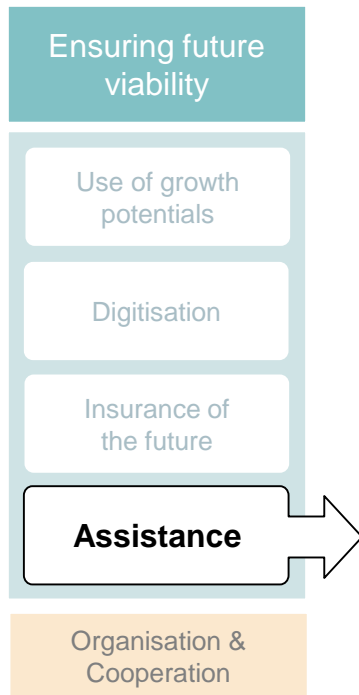 Ensuring future
viability
Use of growth
potentials
Digitisation
Insurance of
the future
Assistance
Organisation &
Cooperation